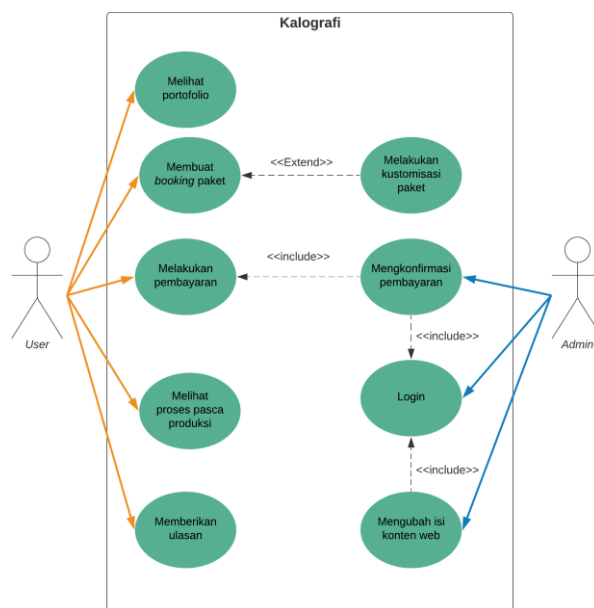 Kalografi
Melihat
portofolio
Membuat
booking paket
<<Extend>>
Melakukan
kustomisasi
paket
Melakukan
pembayaran
<<include>>
Mengkonfirmasi
pembayaran
User
Admin
<<include>>
Melihat
proses pasca
produksi
Login
<<include>>
Memberikan
ulasan
Mengubah isi
konten web